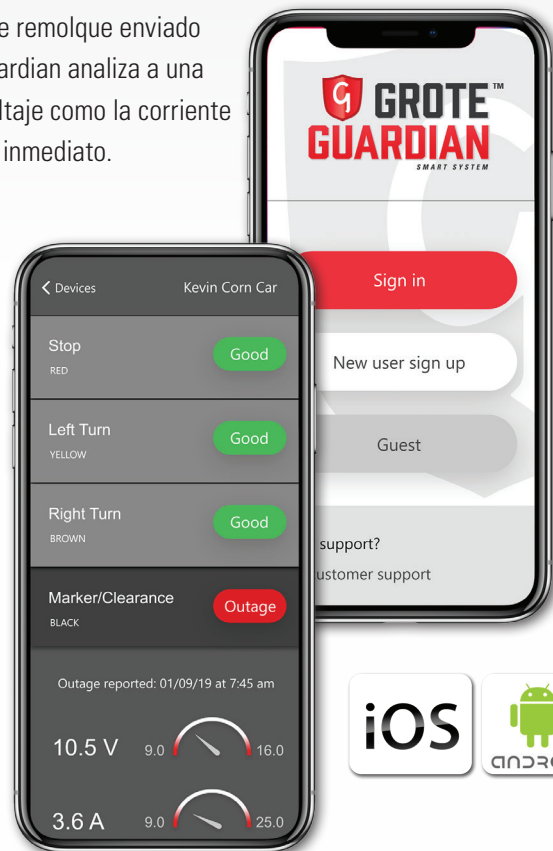 e remolque enviado
ardian analiza a una
ltaje como la corriente
inmediato.
G GROTE™
GUARDIAN
SMART SYSTEM
Sign in
New user sign up
Guest
support?
ustomer support
Devices Kevin Corn Car
Stop
RED
Good
Left Turn
YELLOW
Good
Right Turn
BROWN
Good
Marker/Clearance
BLACK
Outage
Outage reported: 01/09/19 at 7:45 am
10.5 V 9.0 16.0
3.6 A 9.0 25.0
iOS